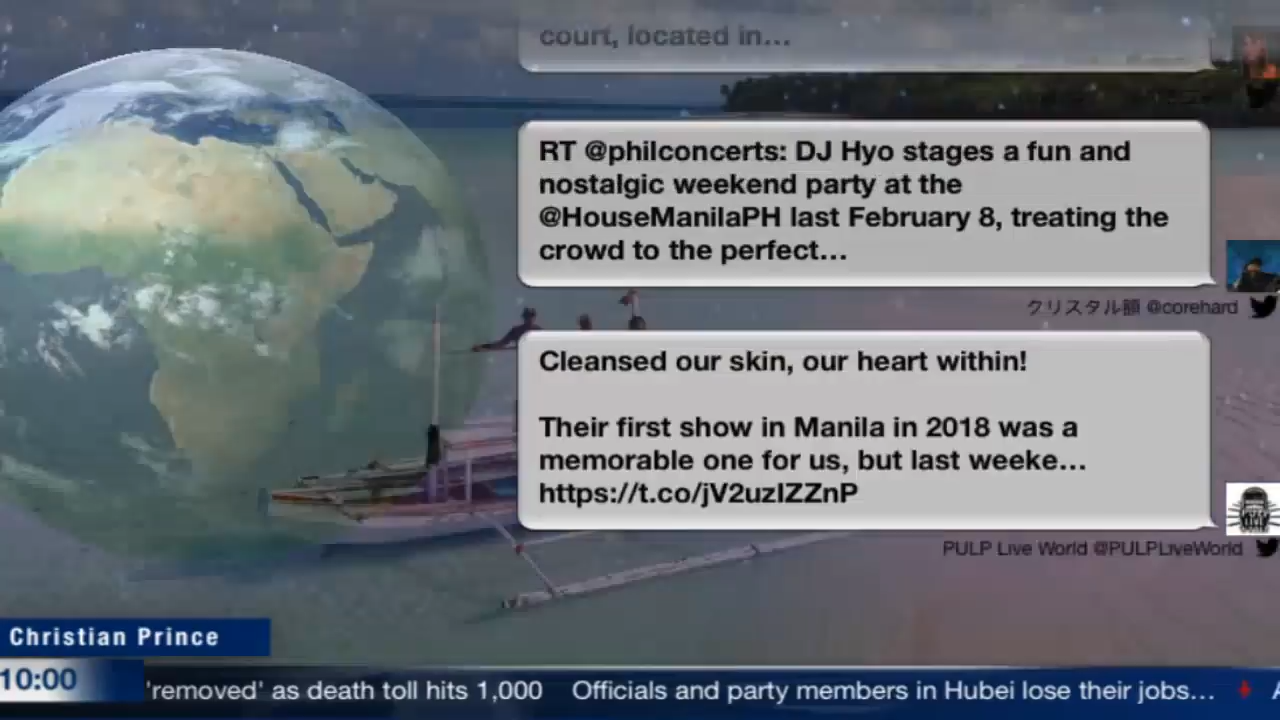 court, located in...
RT @philconcerts: DJ Hyo stages a fun and
nostalgic weekend party at the
@HouseManilaPH last February 8, treating the
crowd to the perfect...
クリスタル額 @corehard
Cleansed our skin, our heart within!
Their first show in Manila in 2018 was a
memorable one for us, but last weeke...
https://t.co/jV2uzIZZnP
PULP Live World @PULPLiveWorld
Christian Prince
10:00
'removed' as death toll hits 1,000 Officials and party members in Hubei lose their jobs... A